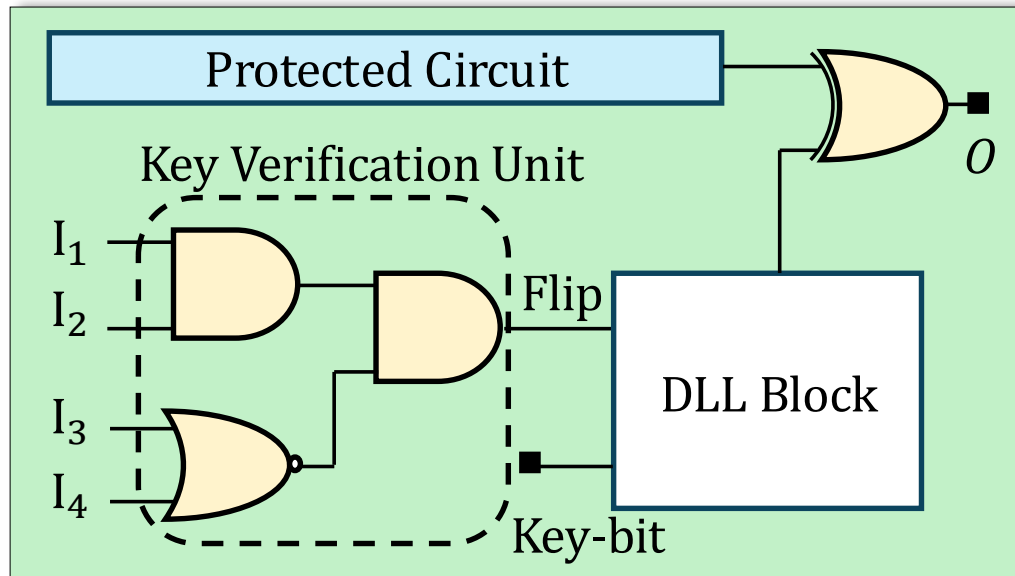 Protected Circuit
O
Key Verification Unit
I₁
I₂
Flip
DLL Block
I₃
I₄
Key-bit